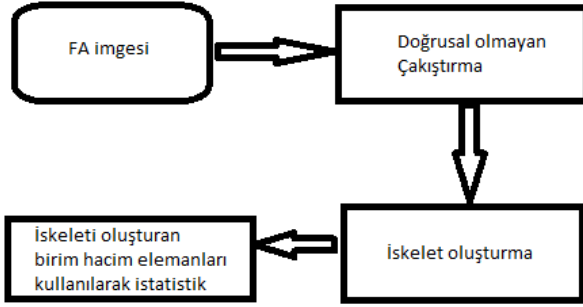 FA imgesi
Doğrusal olmayan
Çakıştırma
İskelet oluşturma
İskeleti oluşturan
birim hacim elemanları
kullanılarak istatistik